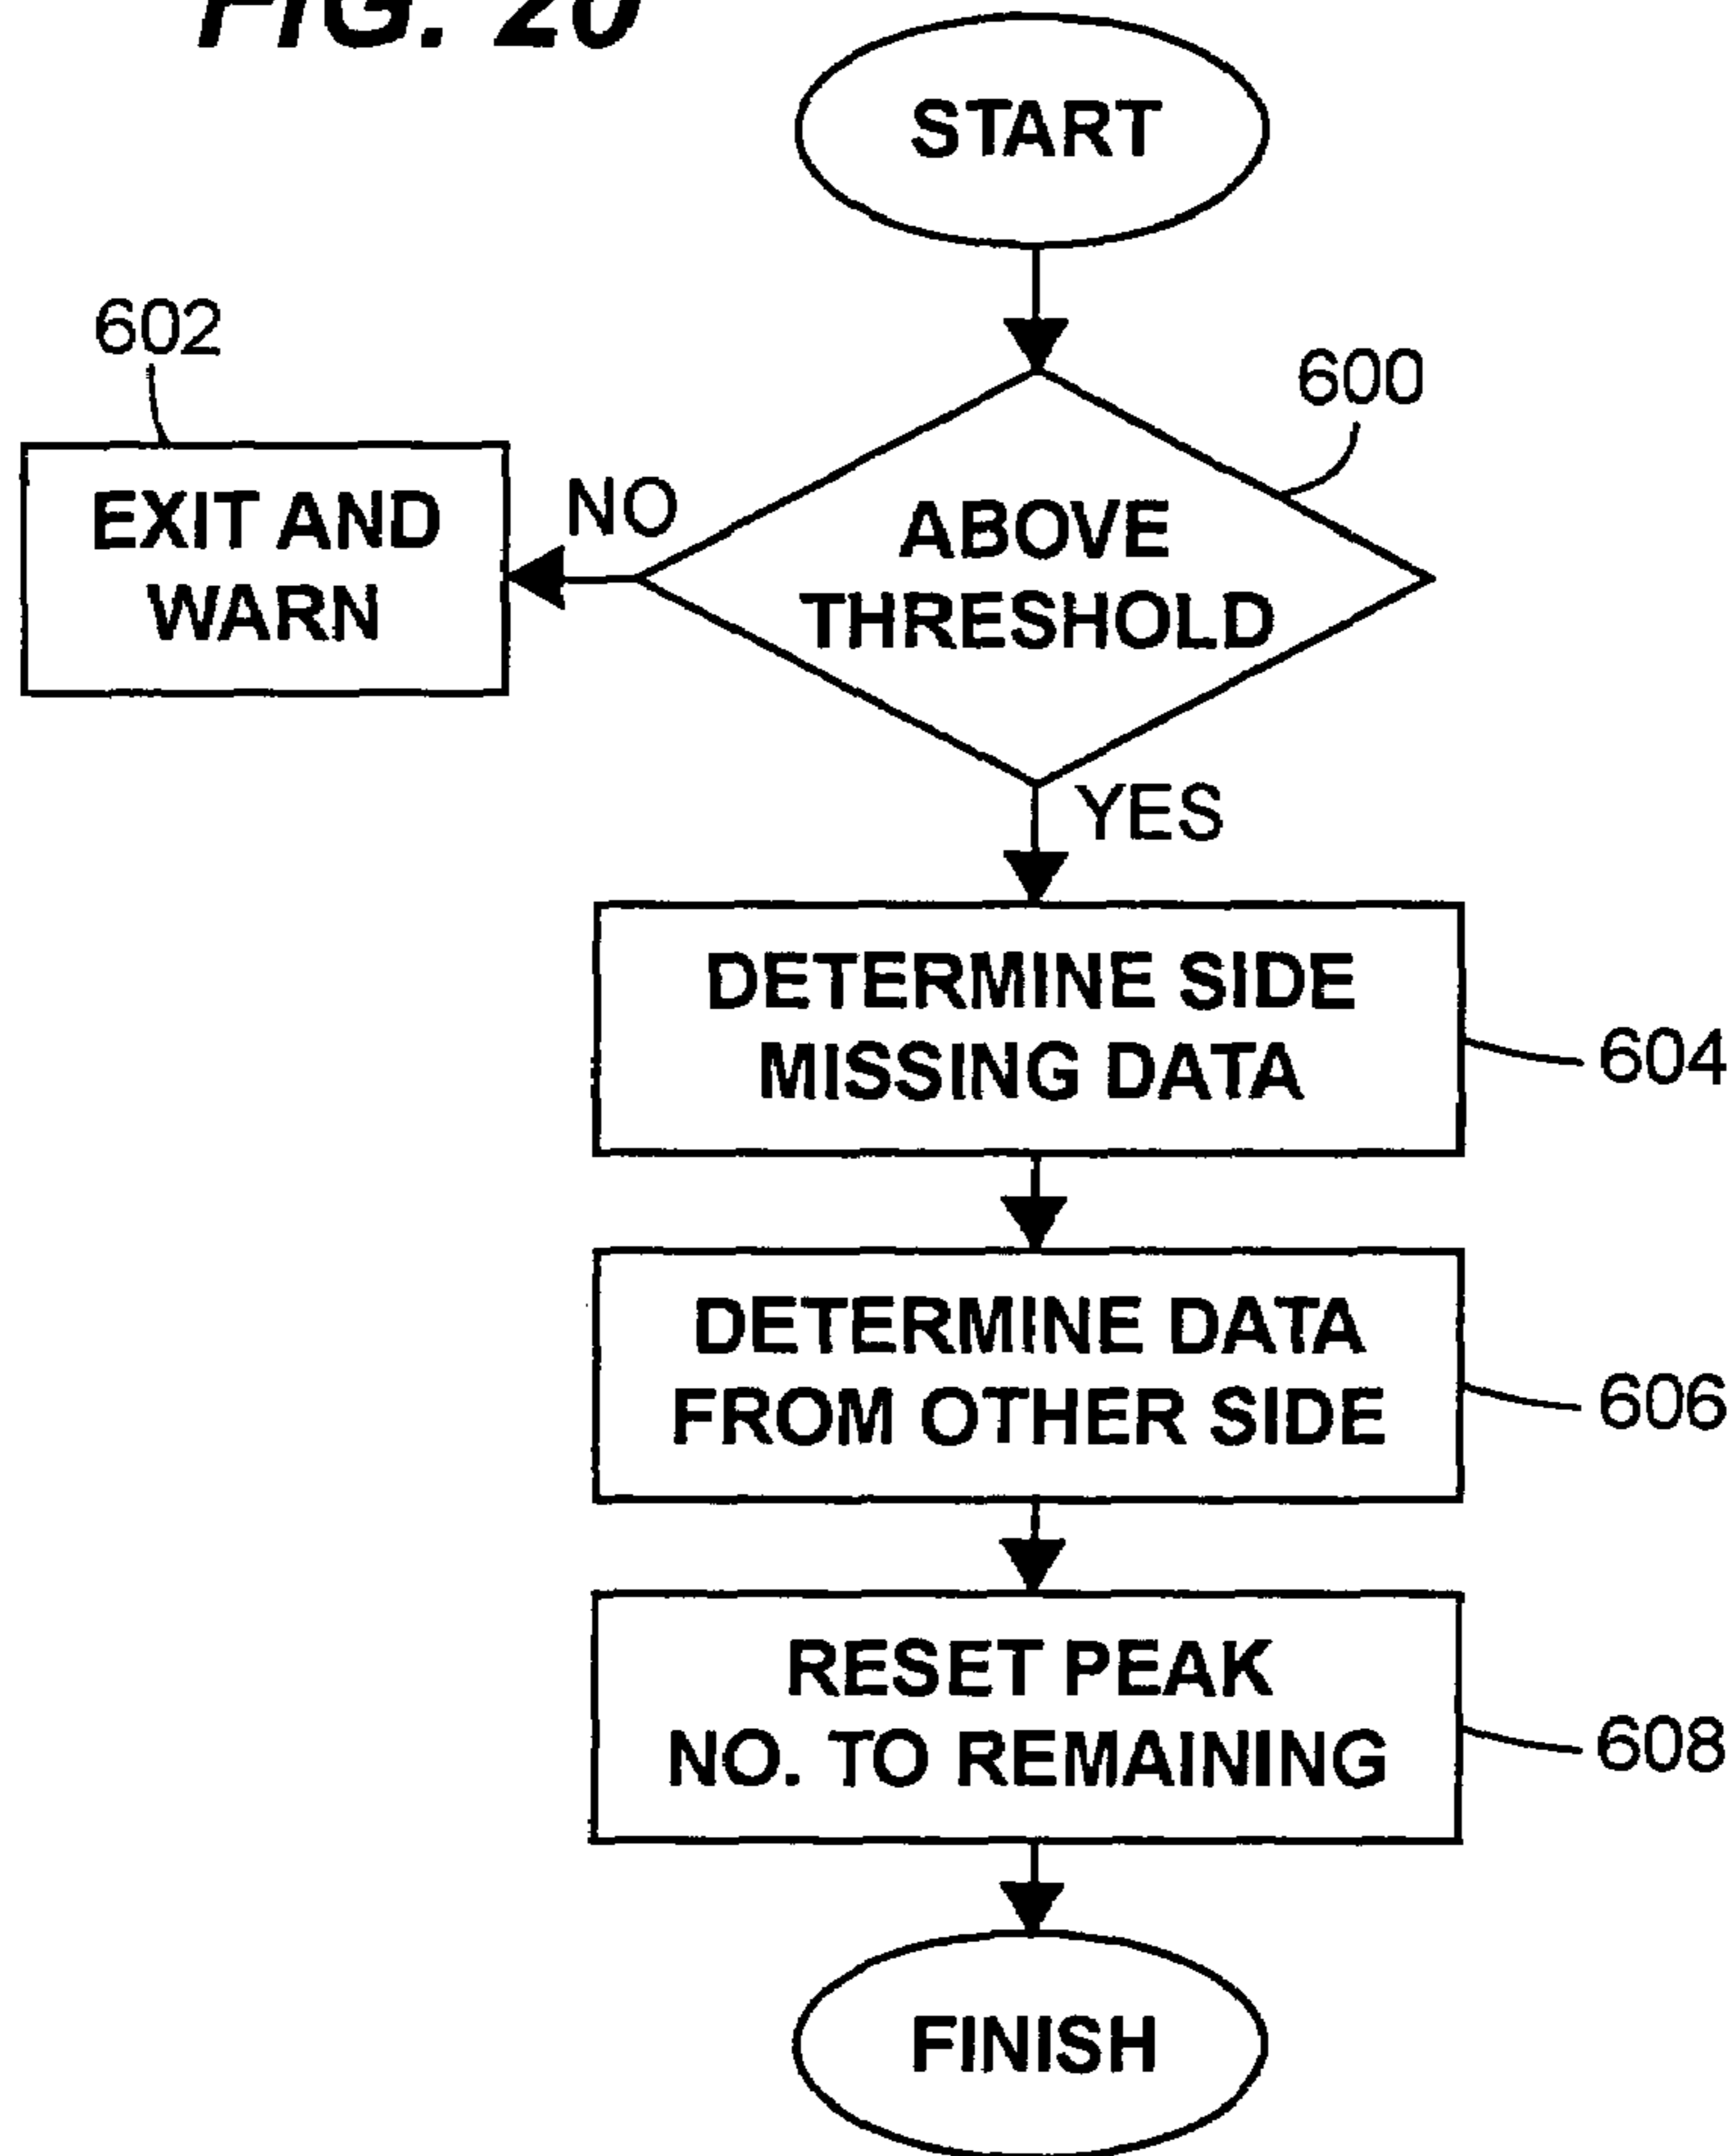 FIG. 20
START
602
600
EXIT AND
WARN
NO
ABOVE
THRESHOLD
YES
DETERMINE SIDE
MISSING DATA
604
DETERMINE DATA
FROM OTHER SIDE
606
RESET PEAK
NO. TO REMAINING
608
FINISH